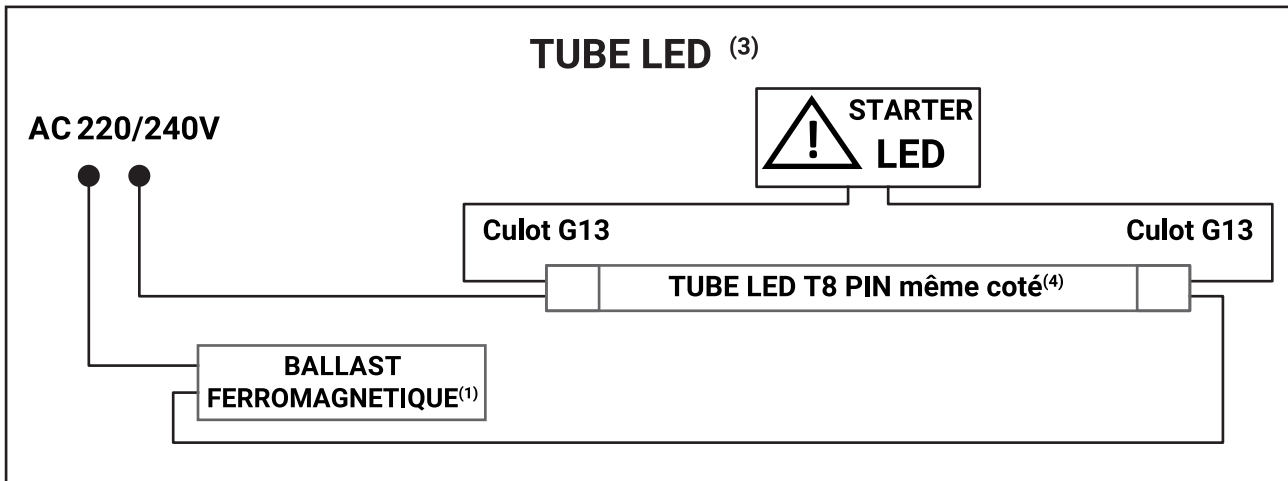 TUBE LED (3)
AC 220/240V
! STARTER
LED
Culot G13
Culot G13
TUBE LED T8 PIN même coté(4)
BALLAST
FERROMAGNETIQUE(1)